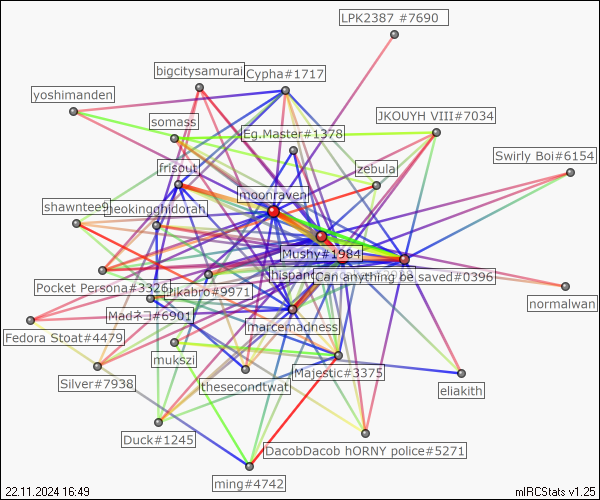 LPK2387 #7690
bigcitysamurai
Cypha#1717
yoshimanden
JKOUYH VIII#7034
somass
Eg.Master#1378
Swirly Boi#6154
frisout
zebula
moonraven
shawntee9
neokingghidorah
Mushy#1984
Can anything be saved#0396
Pocket Persona#3326
Jikabro#9971
normalwan
Madネコ#6901
marcemadness
Fedora Stoat#4479
mukszi
Majestic#3375
Silver#7938
thesecondtwat
eliakith
Duck#1245
DacobDacob hORNY police#5271
ming#4742
22.11.2024 16:49
mIRCStats v1.25